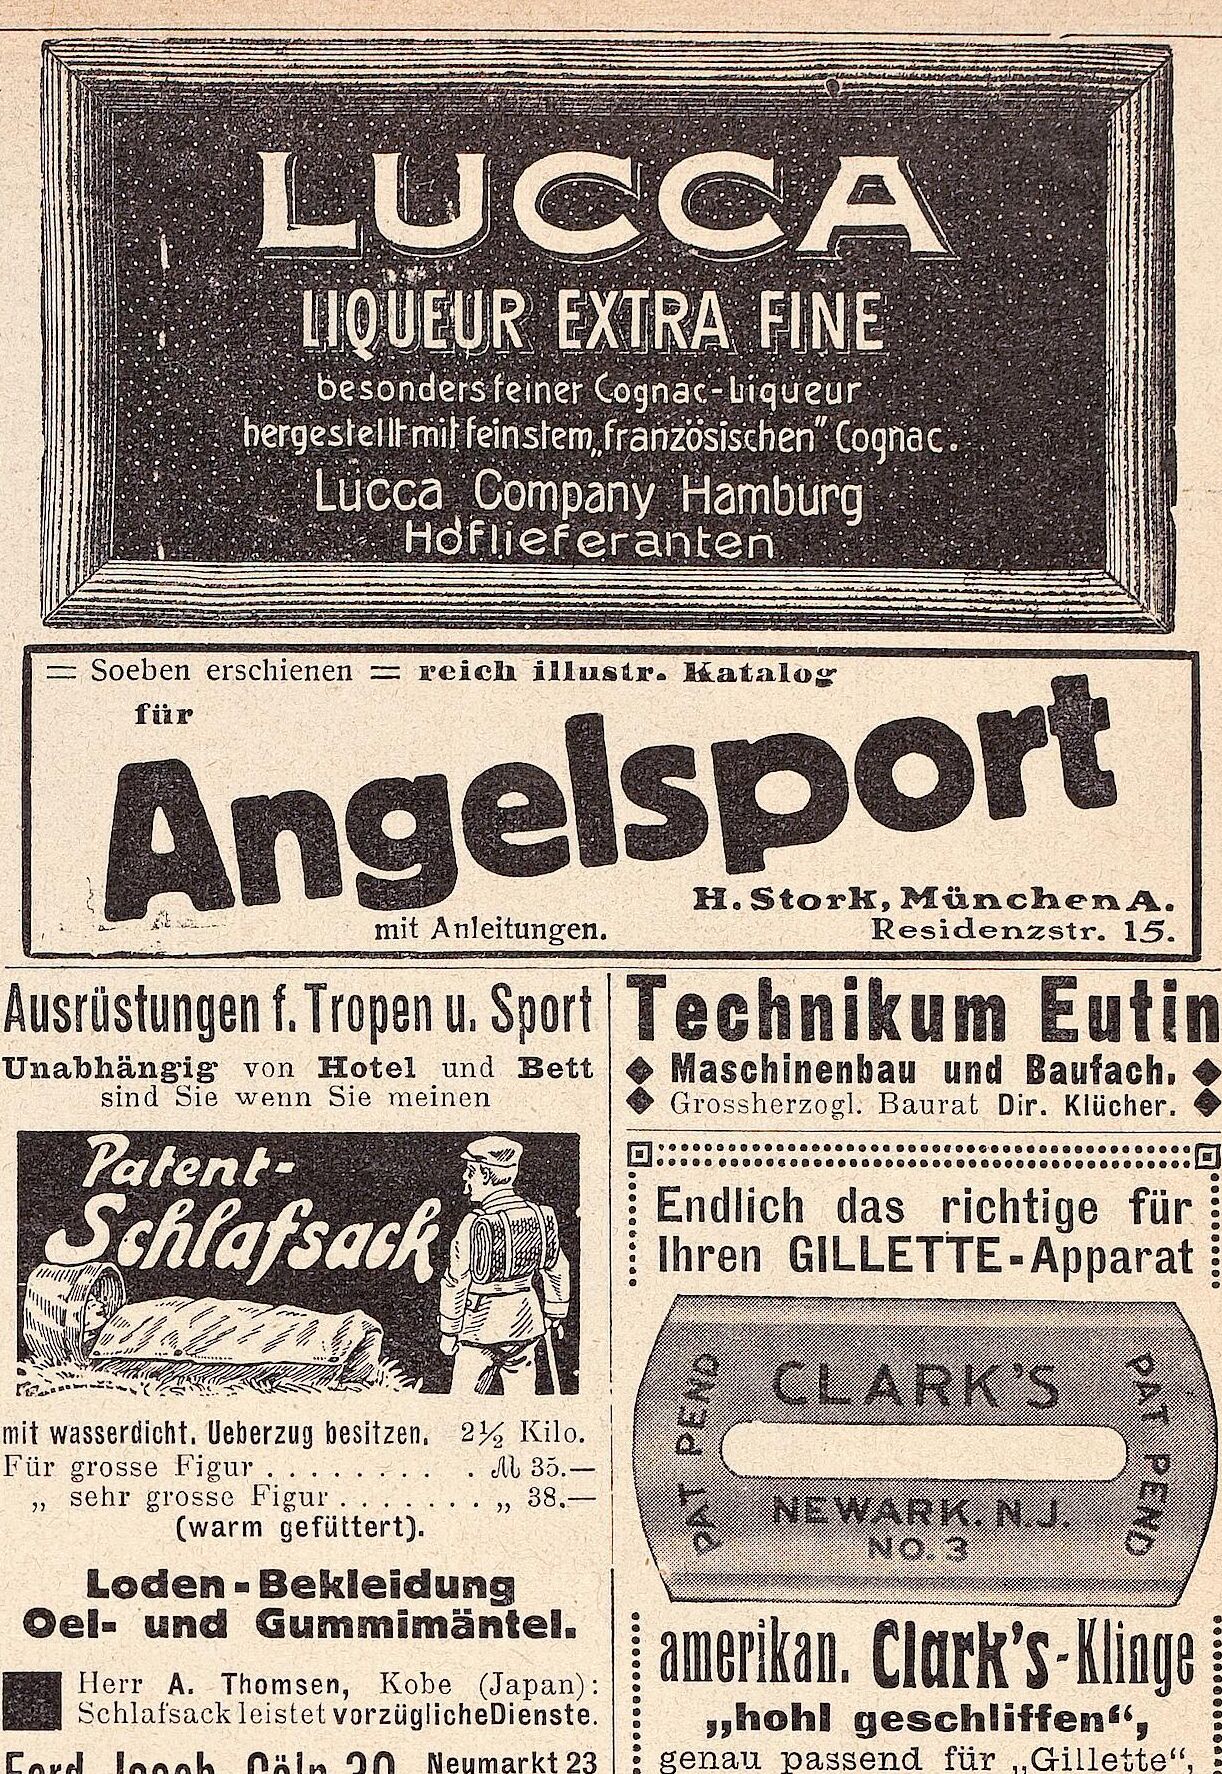 LUCCA
LIQUEUR EXTRA FINE
besonders feiner Cognac-Liqueur
hergestellt mit feinstem „französischen" Cognac.
Lucca Company Hamburg
Hoflieferanten
= Soeben erschienen = reich illustr. Katalog
für
Angelsport
mit Anleitungen.
H. Stork, München A.
Residenzstr. 15.
Ausrüstungen f. Tropen u. Sport
Unabhängig von Hotel und Bett
sind Sie wenn Sie meinen
Patent-
Schlafsack
mit wasserdicht. Ueberzug besitzen. 2½ Kilo.
Für grosse Figur . . . . . . . . . ℳ 35.—
„ sehr grosse Figur . . . . . . . „ 38.—
(warm gefüttert).
Loden-Bekleidung
Oel- und Gummimäntel.
Herr A. Thomsen, Kobe (Japan):
Schlafsack leistet vorzügliche Dienste.
Ferd. Jacob, Cöln 30 Neumarkt 23
Technikum Eutin
Maschinenbau und Baufach.
Grossherzogl. Baurat Dir. Klücher.
Endlich das richtige für
Ihren GILLETTE-Apparat
PAT PEND
CLARK'S
PAT PEND
NEWARK. N.J.
NO. 3
amerikan. Clark's-Klinge
„hohl geschliffen",
genau passend für „Gillette",